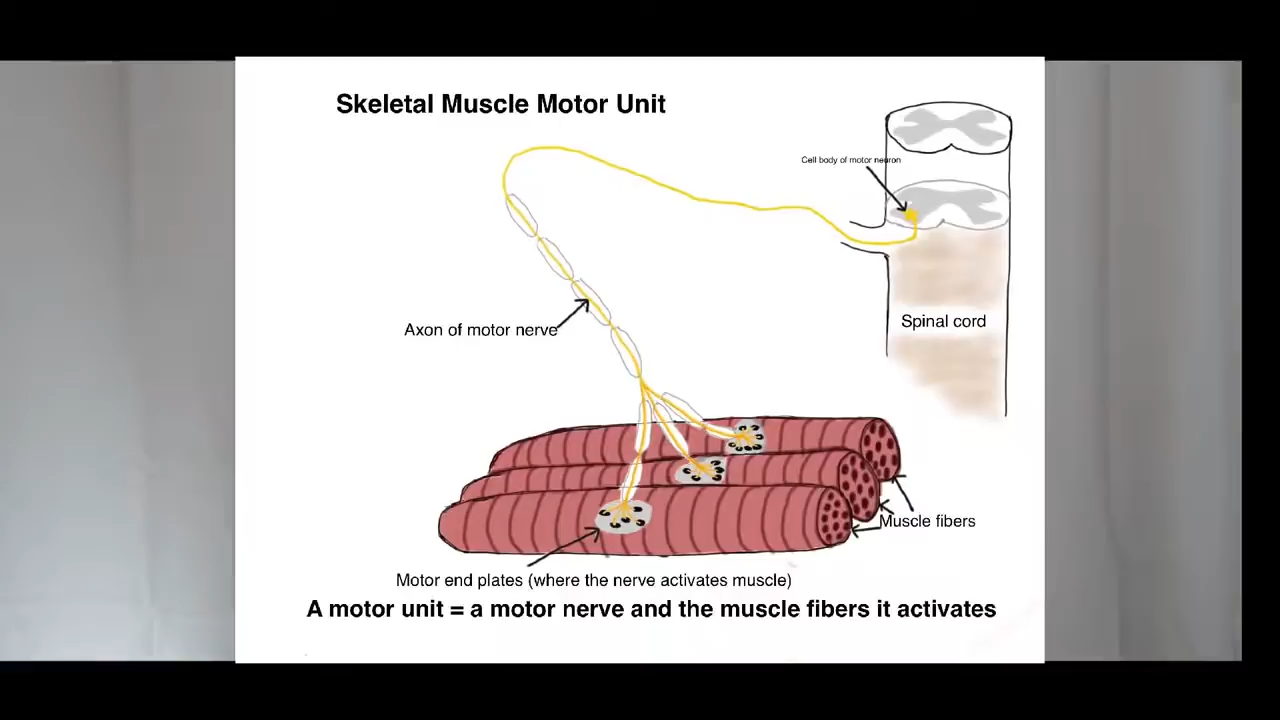 Skeletal Muscle Motor Unit
Cell body of motor neuron
Spinal cord
Axon of motor nerve
Muscle fibers
Motor end plates (where the nerve activates muscle)
A motor unit = a motor nerve and the muscle fibers it activates